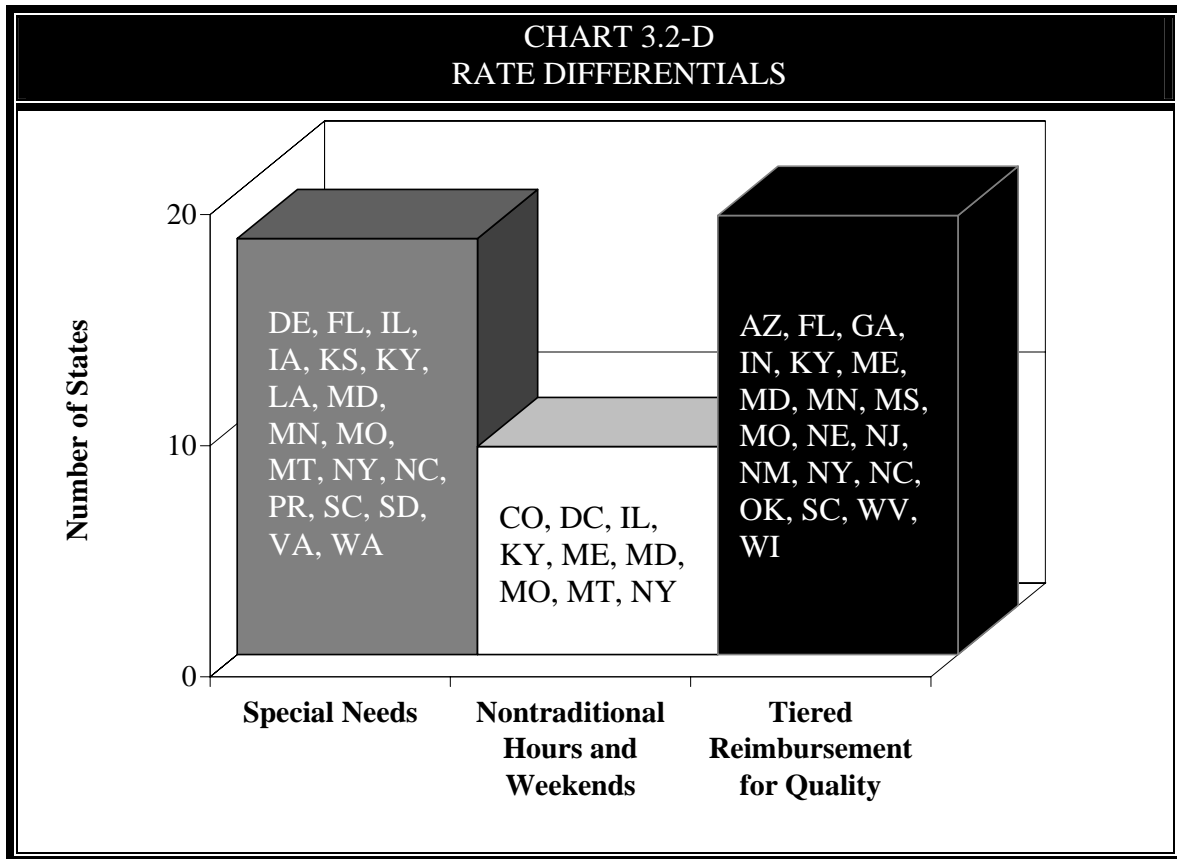 CHART 3.2-D
RATE DIFFERENTIALS
20
10
0
Number of States
DE, FL, IL,
IA, KS, KY,
LA, MD,
MN, MO,
MT, NY, NC,
PR, SC, SD,
VA, WA
CO, DC, IL,
KY, ME, MD,
MO, MT, NY
AZ, FL, GA,
IN, KY, ME,
MD, MN, MS,
MO, NE, NJ,
NM, NY, NC,
OK, SC, WV,
WI
Special Needs
Nontraditional
Hours and
Weekends
Tiered
Reimbursement
for Quality